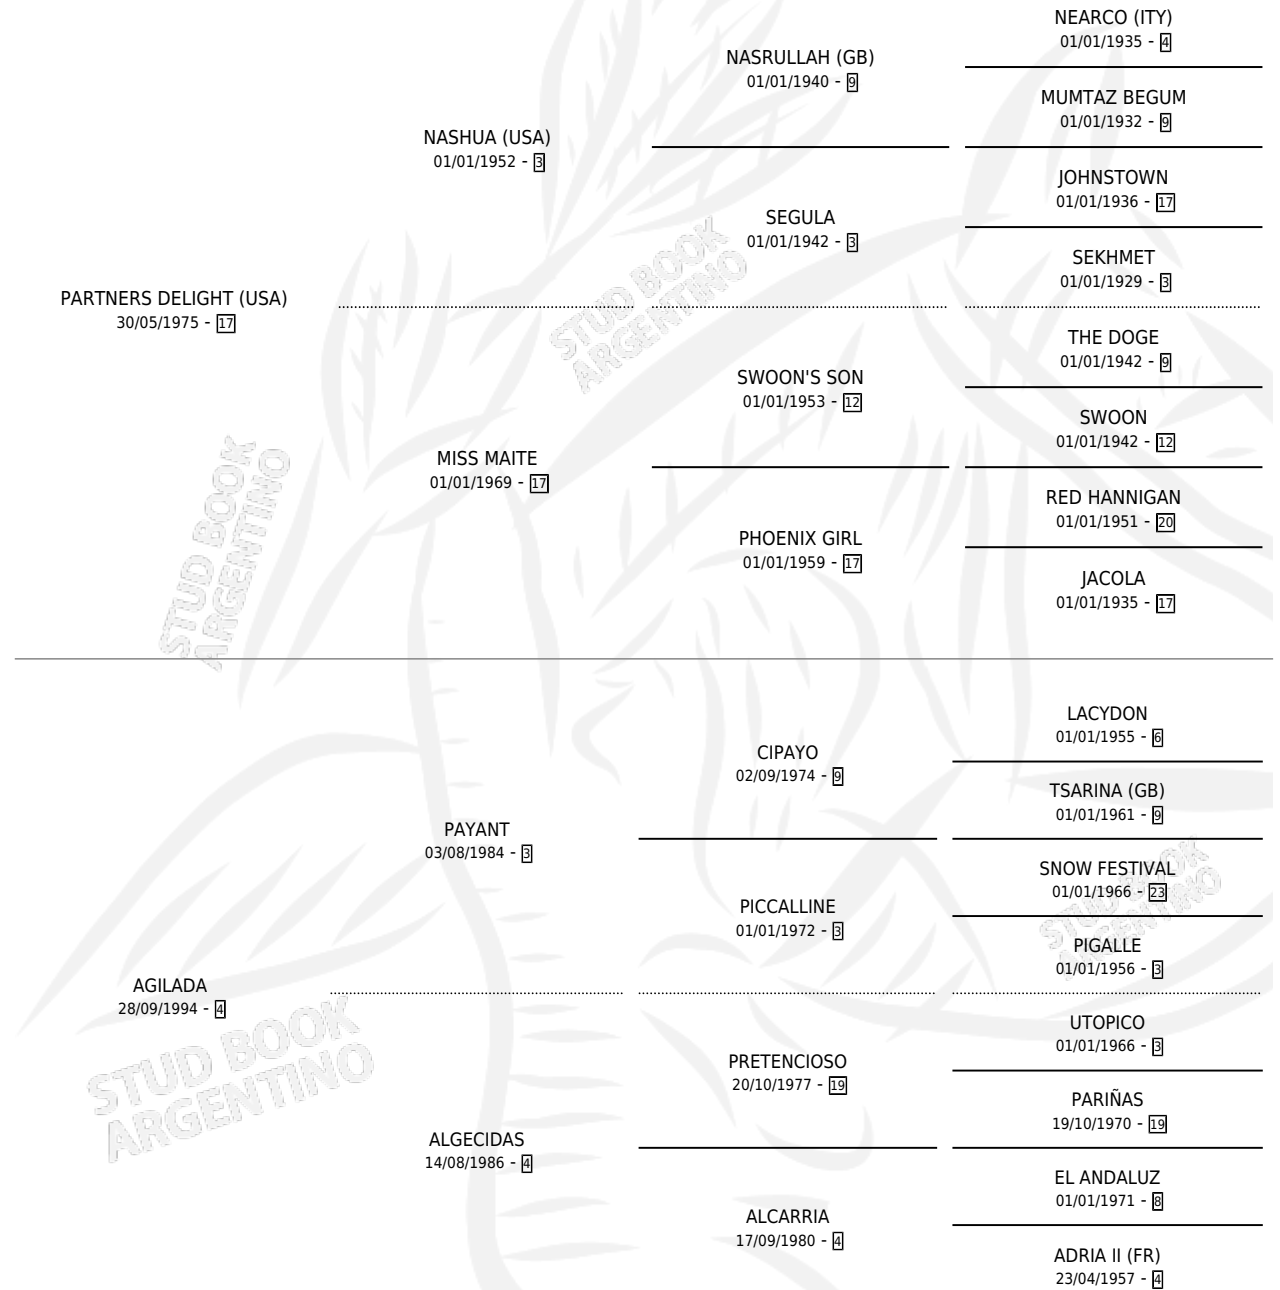 NEARCO (ITY)
01/01/1935 - 4
NASRULLAH (GB)
01/01/1940 - 9
MUMTAZ BEGUM
01/01/1932 - 9
NASHUA (USA)
01/01/1952 - 3
JOHNSTOWN
01/01/1936 - 17
SEGULA
01/01/1942 - 3
SEKHMET
01/01/1929 - 3
PARTNERS DELIGHT (USA)
30/05/1975 - 17
THE DOGE
01/01/1942 - 9
SWOON'S SON
01/01/1953 - 12
SWOON
01/01/1942 - 12
MISS MAITE
01/01/1969 - 17
RED HANNIGAN
01/01/1951 - 20
PHOENIX GIRL
01/01/1959 - 17
JACOLA
01/01/1935 - 17
LACYDON
01/01/1955 - 6
CIPAYO
02/09/1974 - 9
TSARINA (GB)
01/01/1961 - 9
PAYANT
03/08/1984 - 3
SNOW FESTIVAL
01/01/1966 - 23
PICCALLINE
01/01/1972 - 3
PIGALLE
01/01/1956 - 3
AGILADA
28/09/1994 - 4
UTOPICO
01/01/1966 - 3
PRETENCIOSO
20/10/1977 - 19
PARIÑAS
19/10/1970 - 19
ALGECIDAS
14/08/1986 - 4
EL ANDALUZ
01/01/1971 - 8
ALCARRIA
17/09/1980 - 4
ADRIA II (FR)
23/04/1957 - 4
STUD BOOK
ARGENTINO
STUD BOOK
ARGENTINO
STUD BOOK
ARGENTINO
STUD BOOK
ARGENTINO